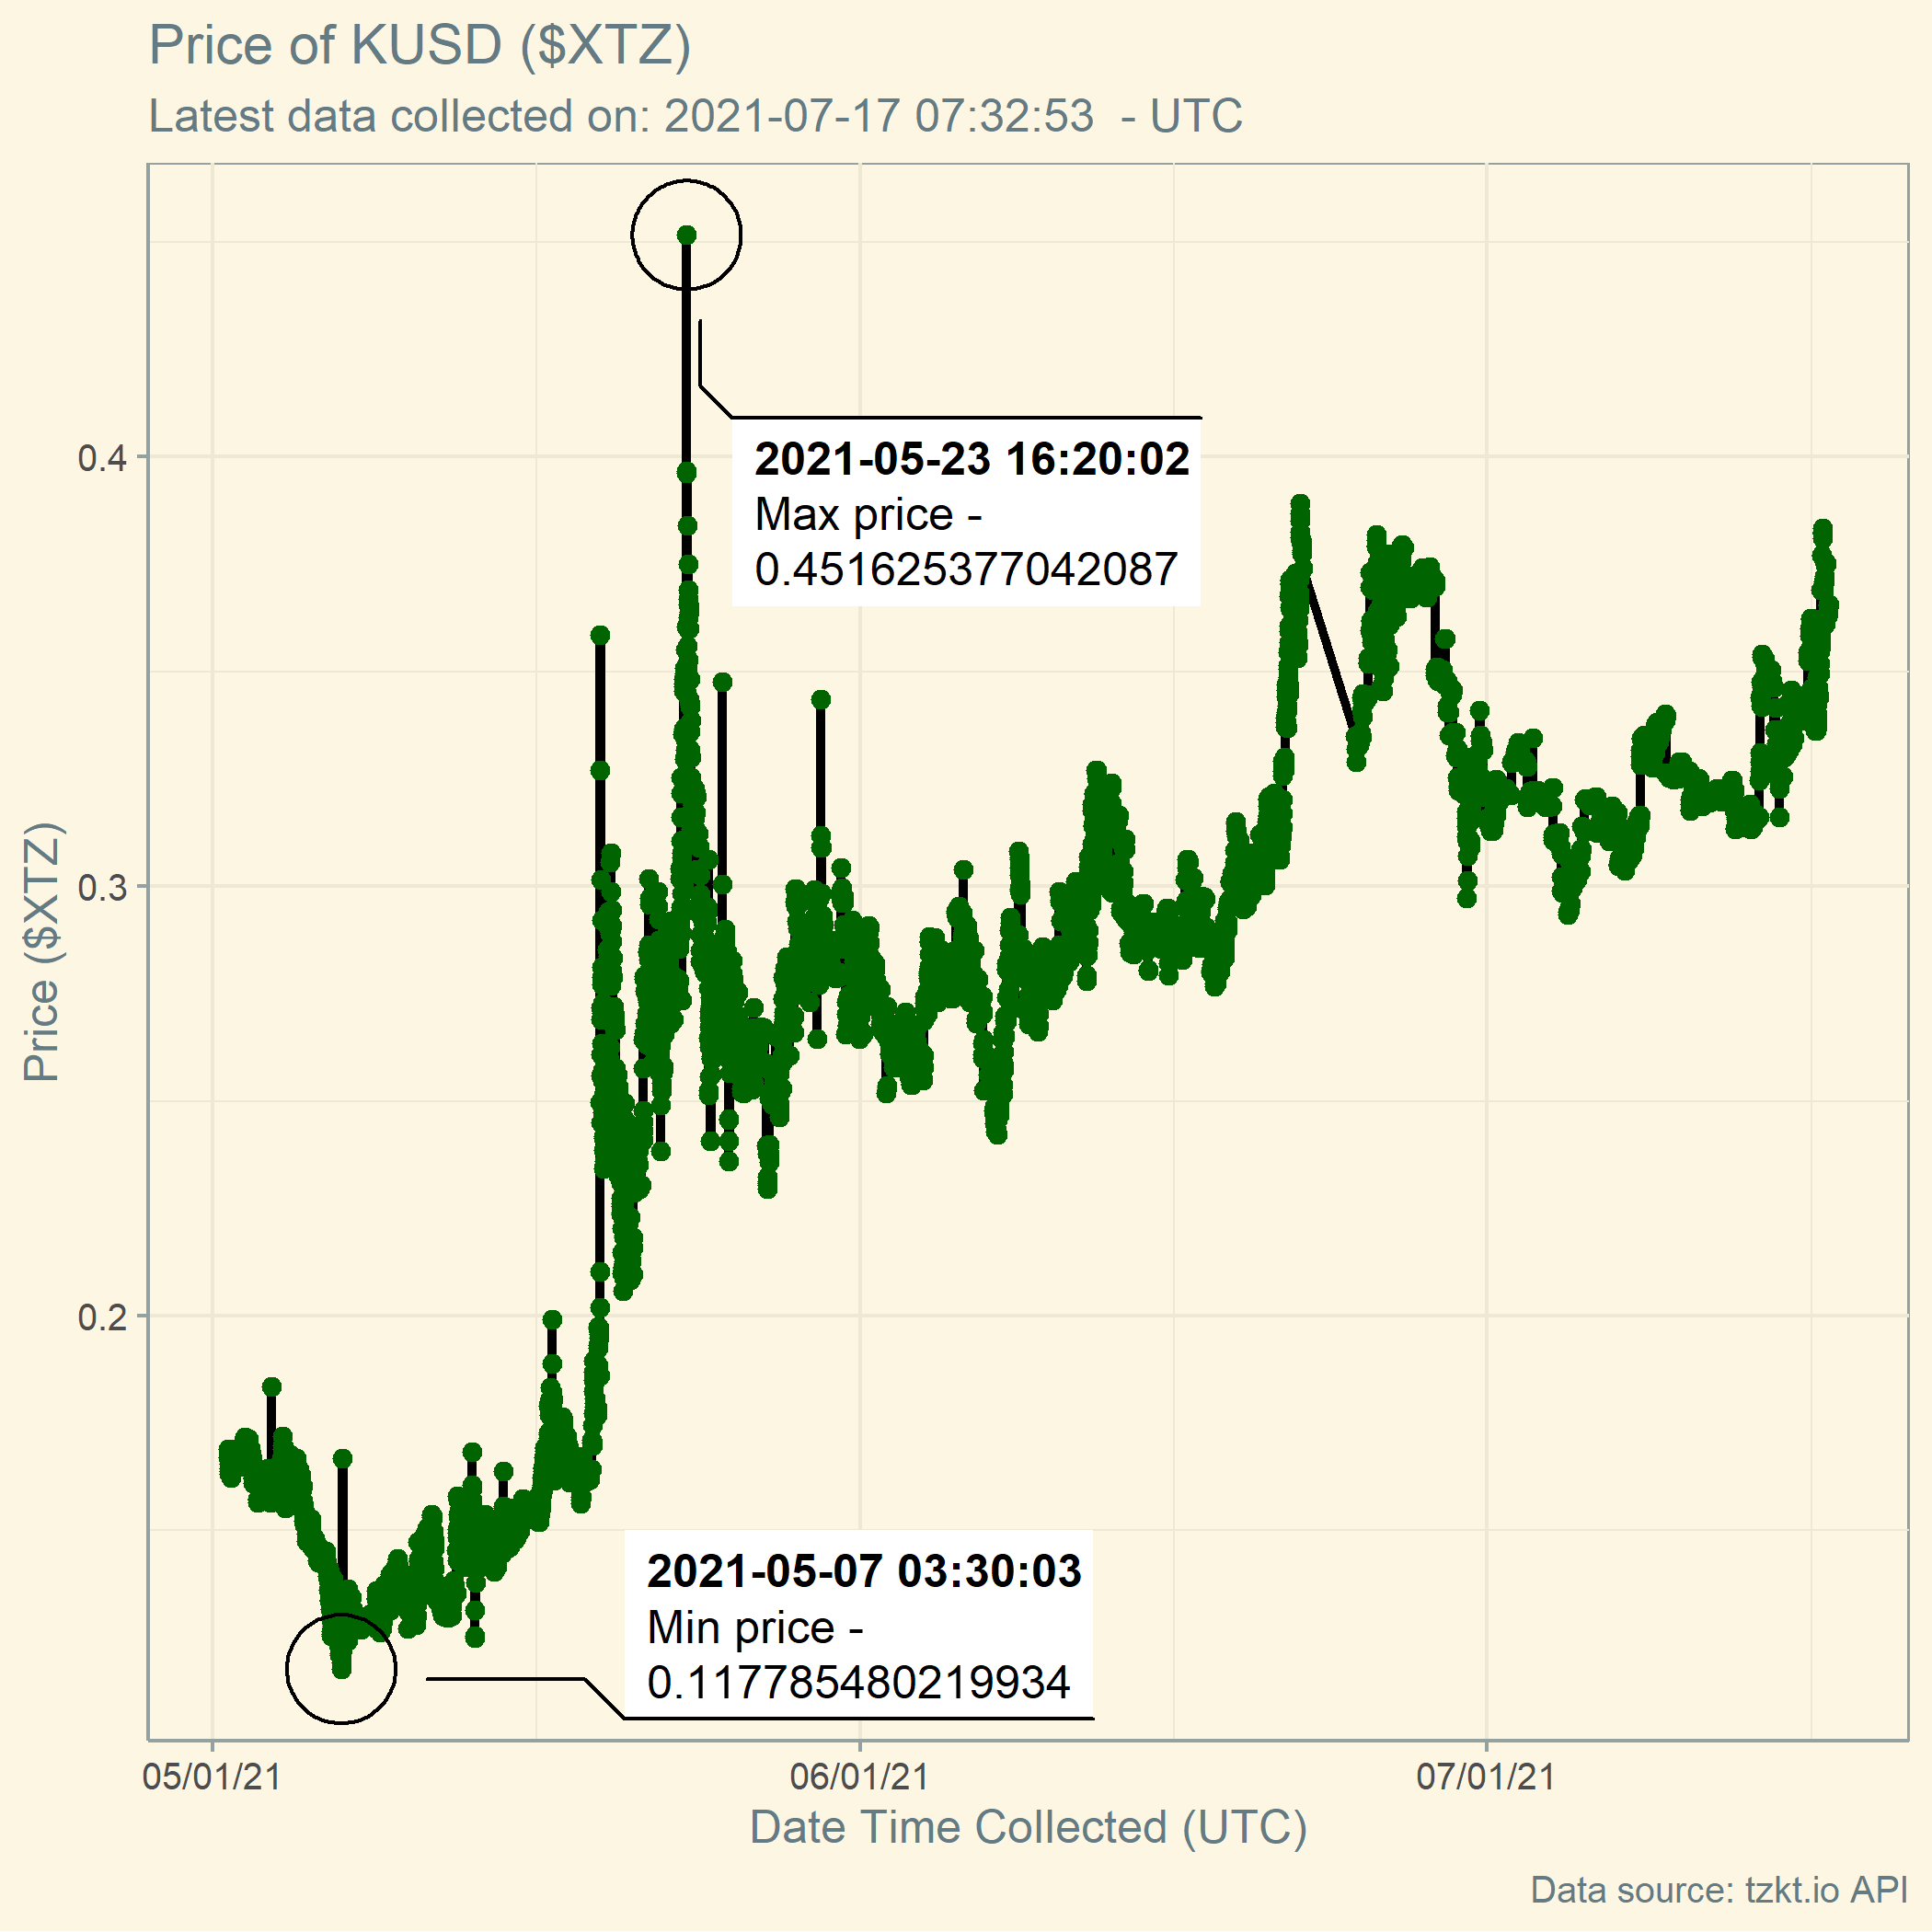 Price of KUSD ($XTZ)
Latest data collected on: 2021-07-17 07:32:53  - UTC
2021-05-23 16:20:02
Max price -
0.451625377042087
0.4
0.3
0.2
Price ($XTZ)
2021-05-07 03:30:03
Min price -
0.117785480219934
05/01/21
06/01/21
07/01/21
Date Time Collected (UTC)
Data source: tzkt.io API